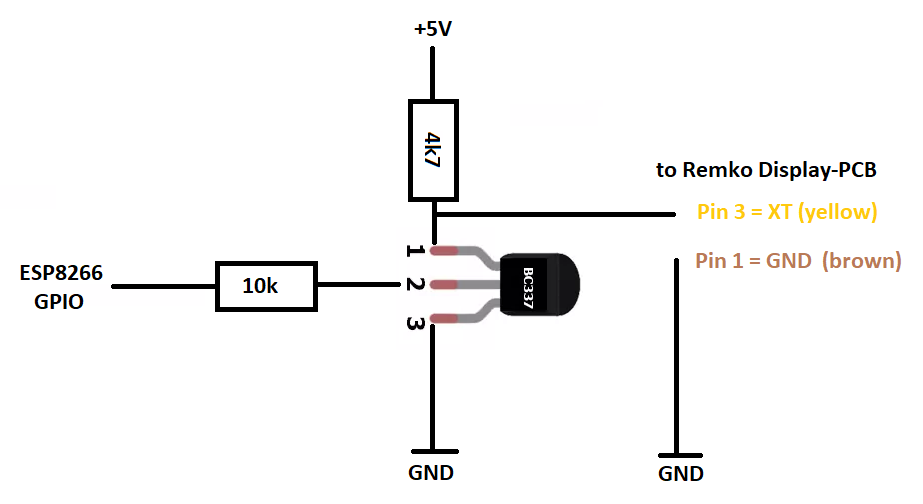 +5V
4k7
to Remko Display-PCB
Pin 3 = XT (yellow)
1
Pin 1 = GND (brown)
ESP8266
GPIO
10k
2
BC337
3
GND
GND